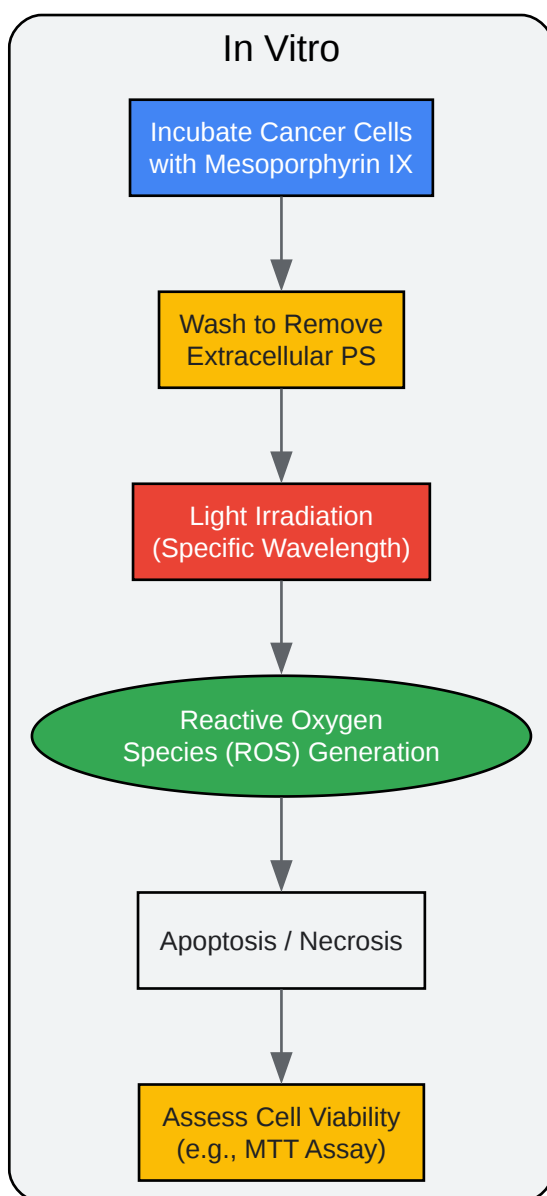 In Vitro
Incubate Cancer Cells
with Mesoporphyrin IX
Wash to Remove
Extracellular PS
Light Irradiation
(Specific Wavelength)
Reactive Oxygen
Species (ROS) Generation
Apoptosis / Necrosis
Assess Cell Viability
(e.g., MTT Assay)